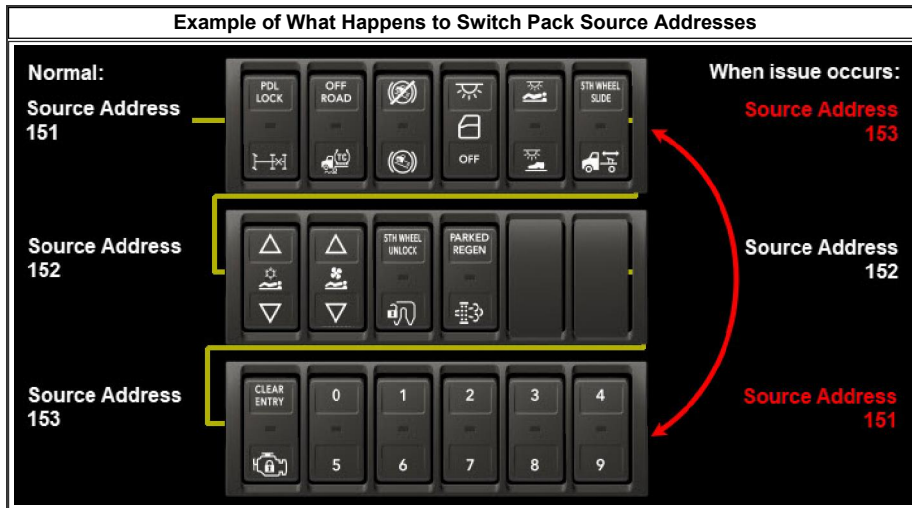 Example of What Happens to Switch Pack Source Addresses
Normal:
When issue occurs:
Source Address
151
PDL
LOCK
OFF
ROAD
TC
OFF
5TH WHEEL
SLIDE
Source Address
153
Source Address
152
5TH WHEEL
UNLOCK
PARKED
REGEN
Source Address
152
Source Address
153
CLEAR
ENTRY
0 1 2 3 4
5 6 7 8 9
Source Address
151